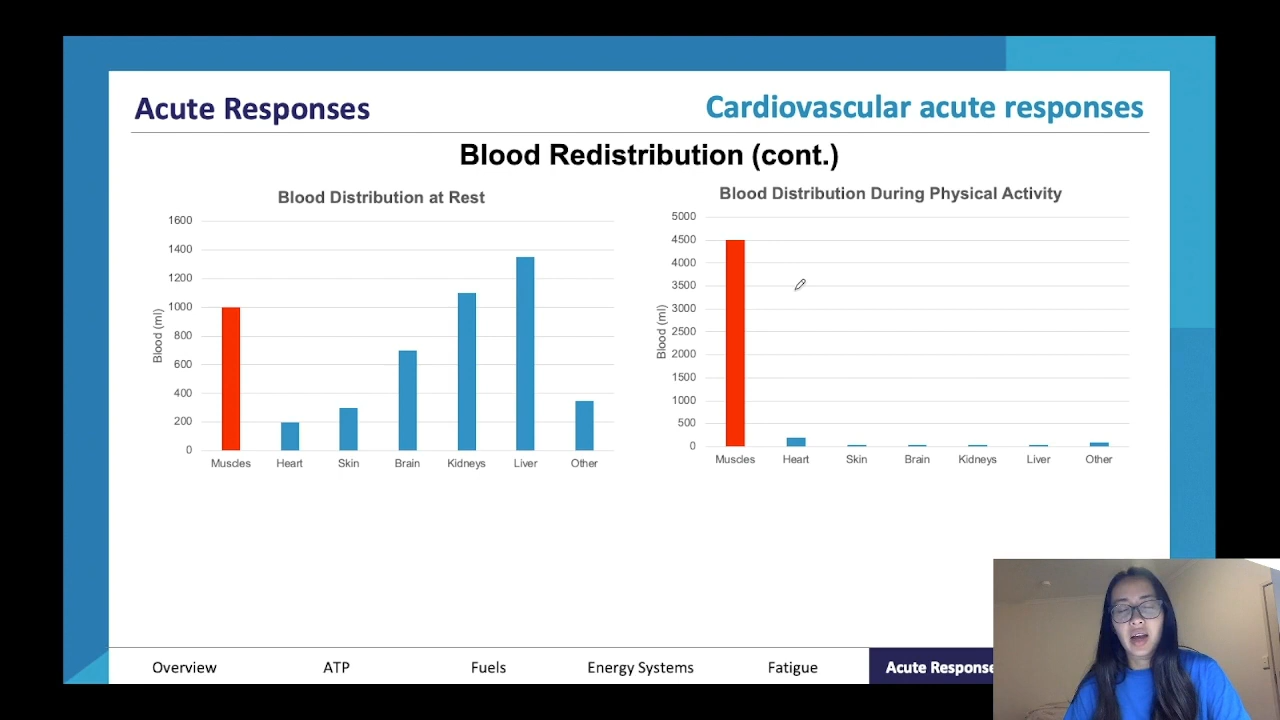 Acute Responses
Cardiovascular acute responses
Blood Redistribution (cont.)
Blood Distribution at Rest
1600
1400
1200
1000
800
600
400
200
0
Blood (ml)
Muscles Heart Skin Brain Kidneys Liver Other
Blood Distribution During Physical Activity
5000
4500
4000
3500
3000
2500
2000
1500
1000
500
0
Blood (ml)
Muscles Heart Skin Brain Kidneys Liver Other
Overview ATP Fuels Energy Systems Fatigue Acute Response